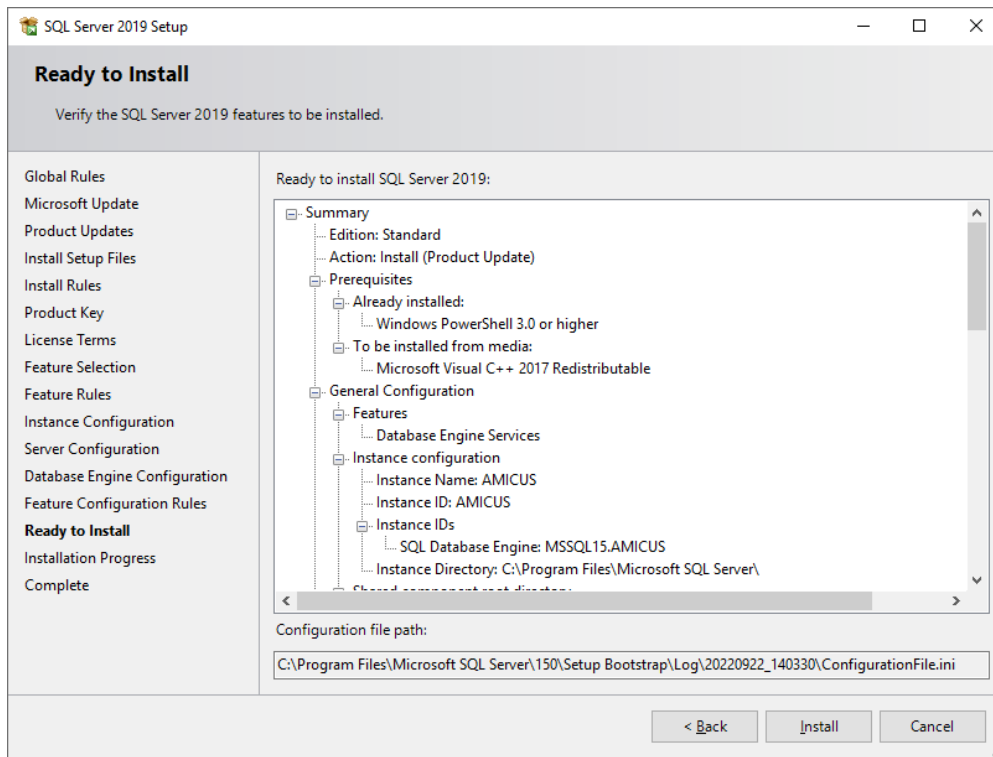 SQL Server 2019 Setup
Ready to Install
Verify the SQL Server 2019 features to be installed.
Global Rules
Microsoft Update
Product Updates
Install Setup Files
Install Rules
Product Key
License Terms
Feature Selection
Feature Rules
Instance Configuration
Server Configuration
Database Engine Configuration
Feature Configuration Rules
Ready to Install
Installation Progress
Complete
Ready to install SQL Server 2019:
Summary
Edition: Standard
Action: Install (Product Update)
Prerequisites
Already installed:
Windows PowerShell 3.0 or higher
To be installed from media:
Microsoft Visual C++ 2017 Redistributable
General Configuration
Features
Database Engine Services
Instance configuration
Instance Name: AMICUS
Instance ID: AMICUS
Instance IDs
SQL Database Engine: MSSQL15.AMICUS
Instance Directory: C:\Program Files\Microsoft SQL Server\
Shared component root directory
Configuration file path:
C:\Program Files\Microsoft SQL Server\150\Setup Bootstrap\Log\20220922_140330\ConfigurationFile.ini
< Back
Install
Cancel